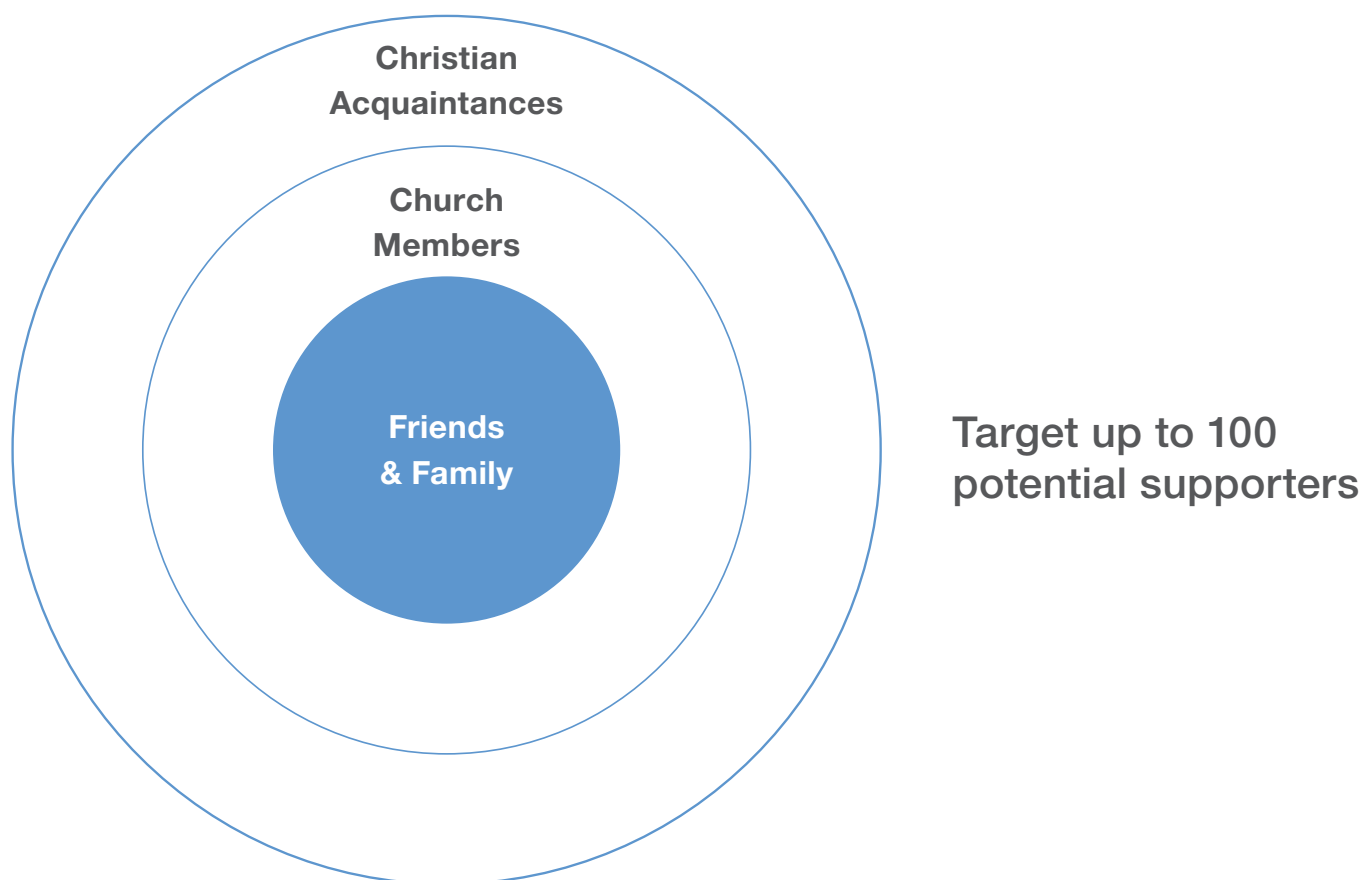 Christian
Acquaintances
Church
Members
Friends
& Family
Target up to 100
potential supporters